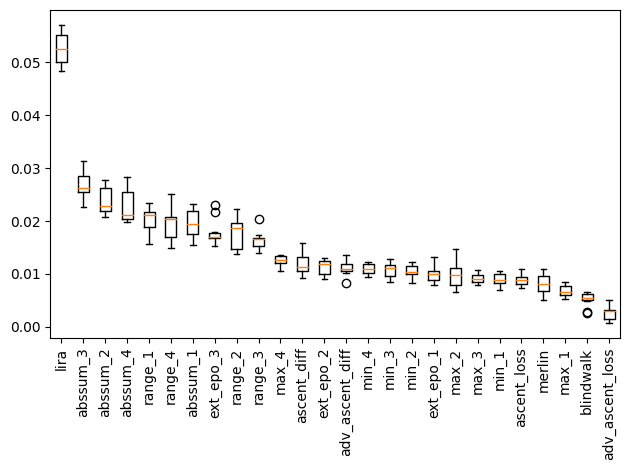 0.05
0.04
0.03
0.02
0.01
0.00
lira
abssum_3
abssum_2
abssum_4
range_1
range_4
abssum_1
ext_epo_3
range_2
range_3
max_4
ascent_diff
ext_epo_2
adv_ascent_diff
min_4
min_3
min_2
ext_epo_1
max_2
max_3
min_1
ascent_loss
merlin
max_1
blindwalk
adv_ascent_loss